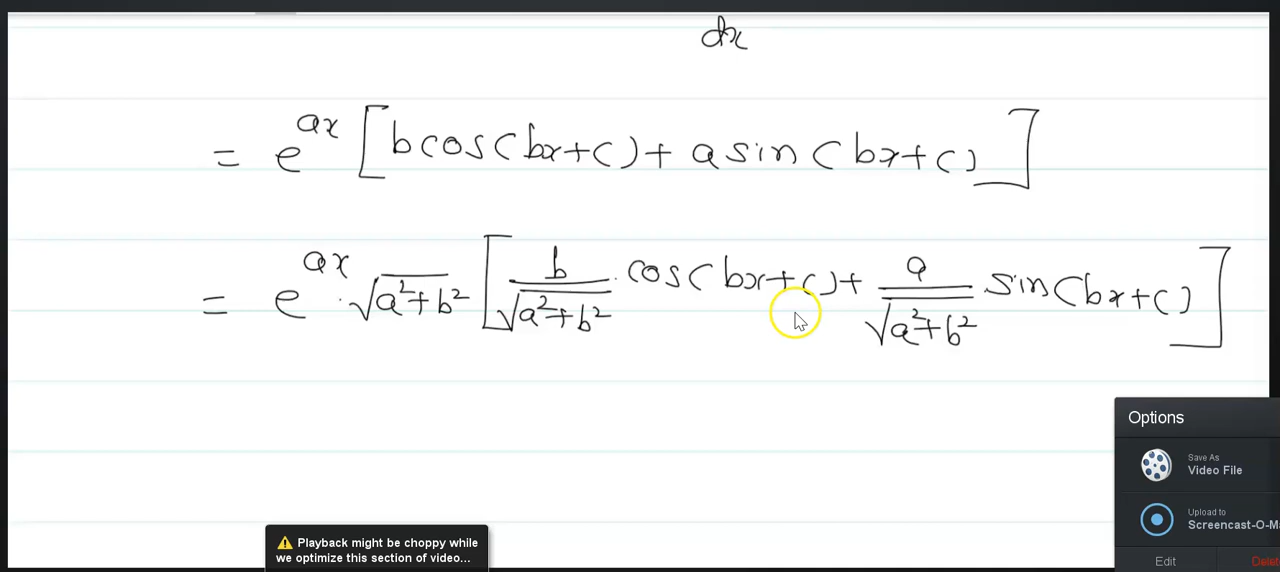 dx
= e^ax [b cos(bx+c) + a sin(bx+c)]
= e^ax · √a²+b² [b/√a²+b² · cos(bx+c) + a/√a²+b² sin(bx+c)]
Options
Save As
Video File
Upload to
Screencast-O-M
Edit
Delet
Playback might be choppy while
we optimize this section of video...